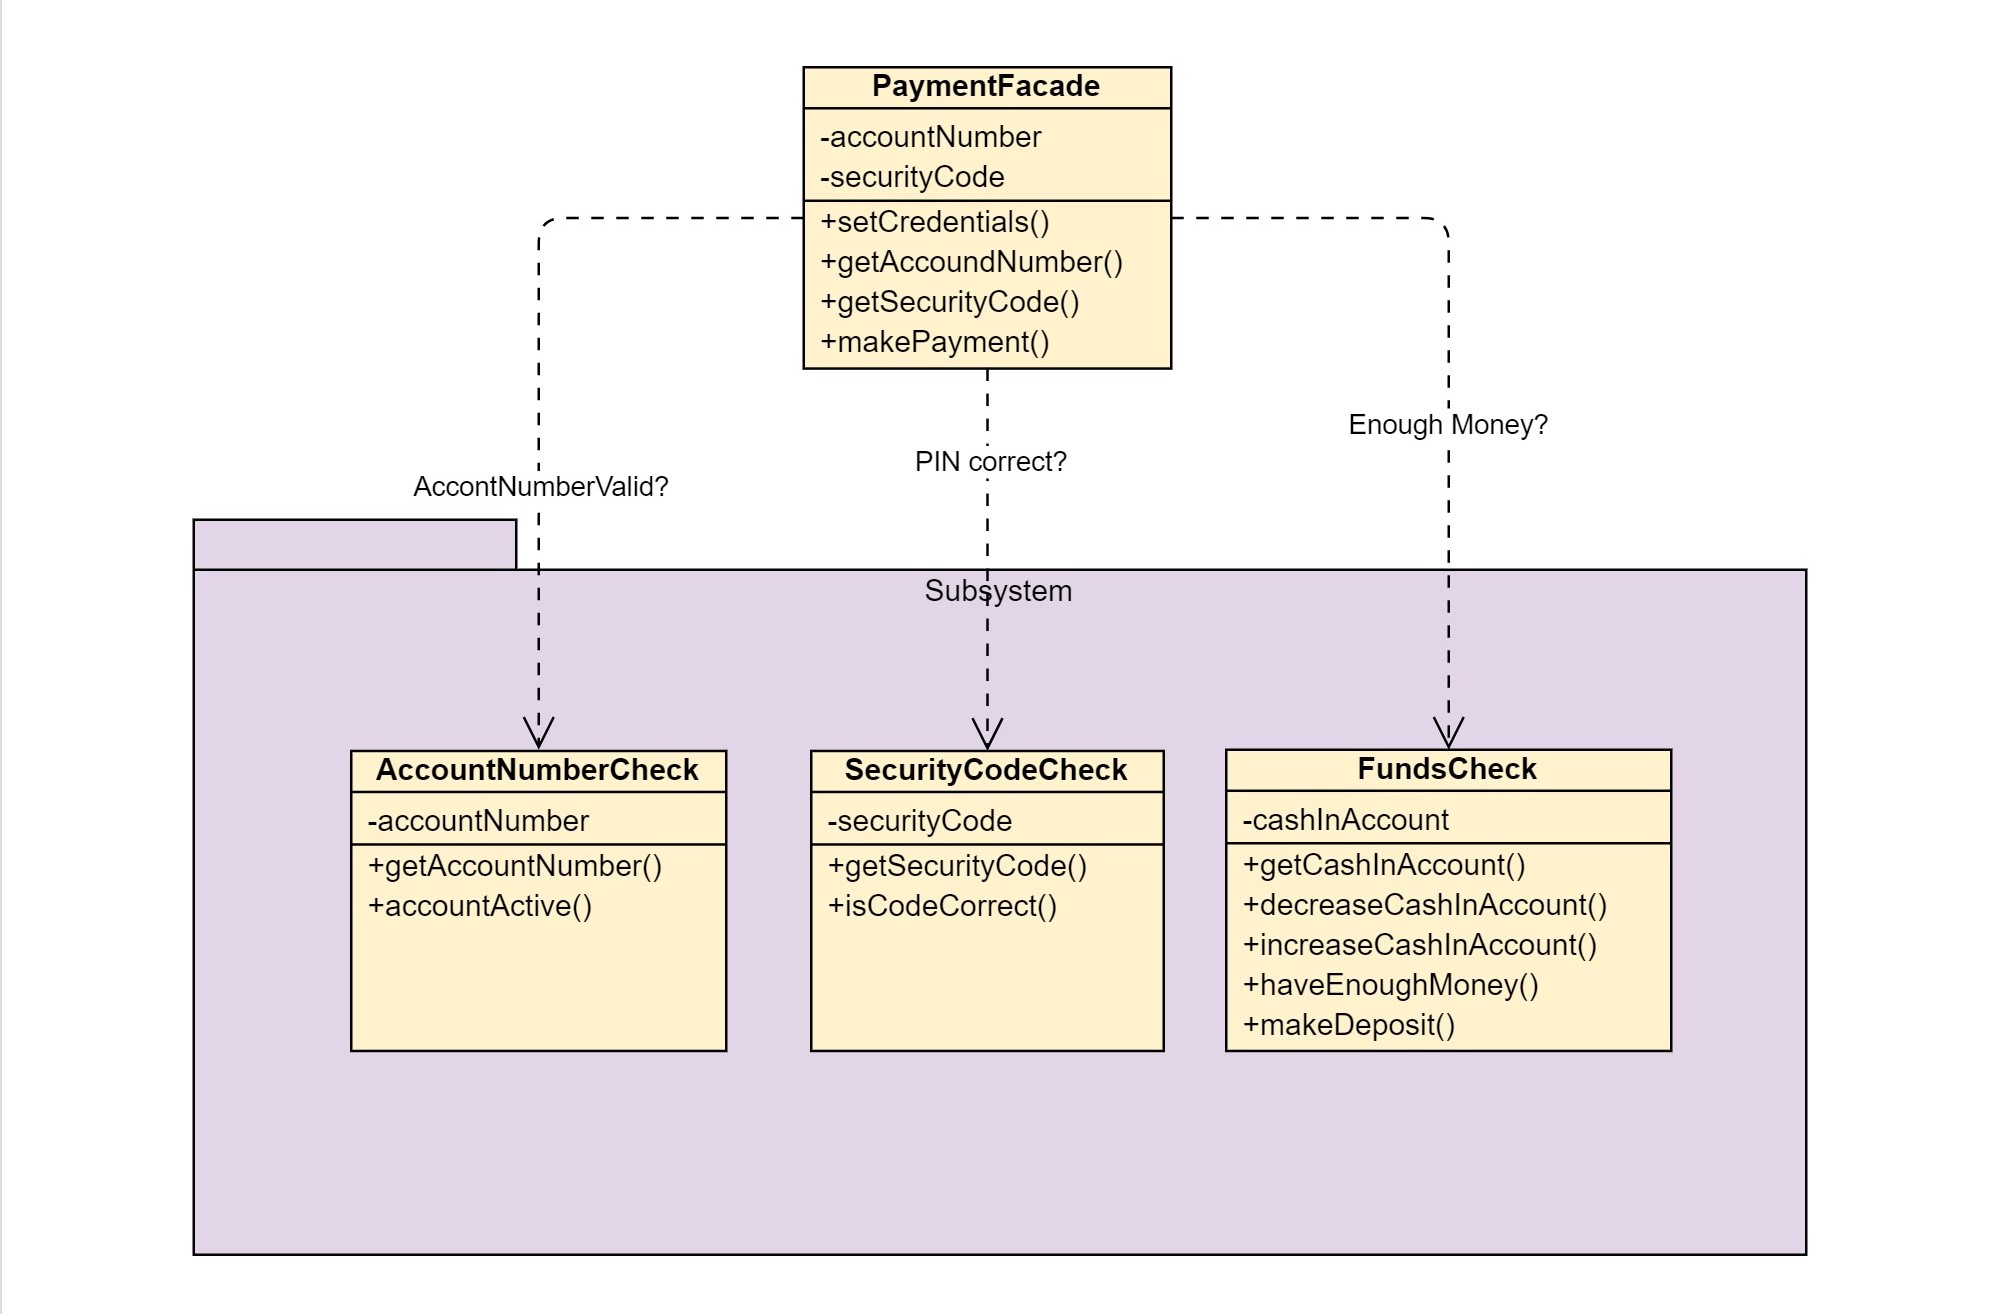 PaymentFacade
-accountNumber
-securityCode
+setCredentials()
+getAccoundNumber()
+getSecurityCode()
+makePayment()
Enough Money?
PIN correct?
AccontNumberValid?
Subsystem
AccountNumberCheck
-accountNumber
+getAccountNumber()
+accountActive()
SecurityCodeCheck
-securityCode
+getSecurityCode()
+isCodeCorrect()
FundsCheck
-cashInAccount
+getCashInAccount()
+decreaseCashInAccount()
+increaseCashInAccount()
+haveEnoughMoney()
+makeDeposit()